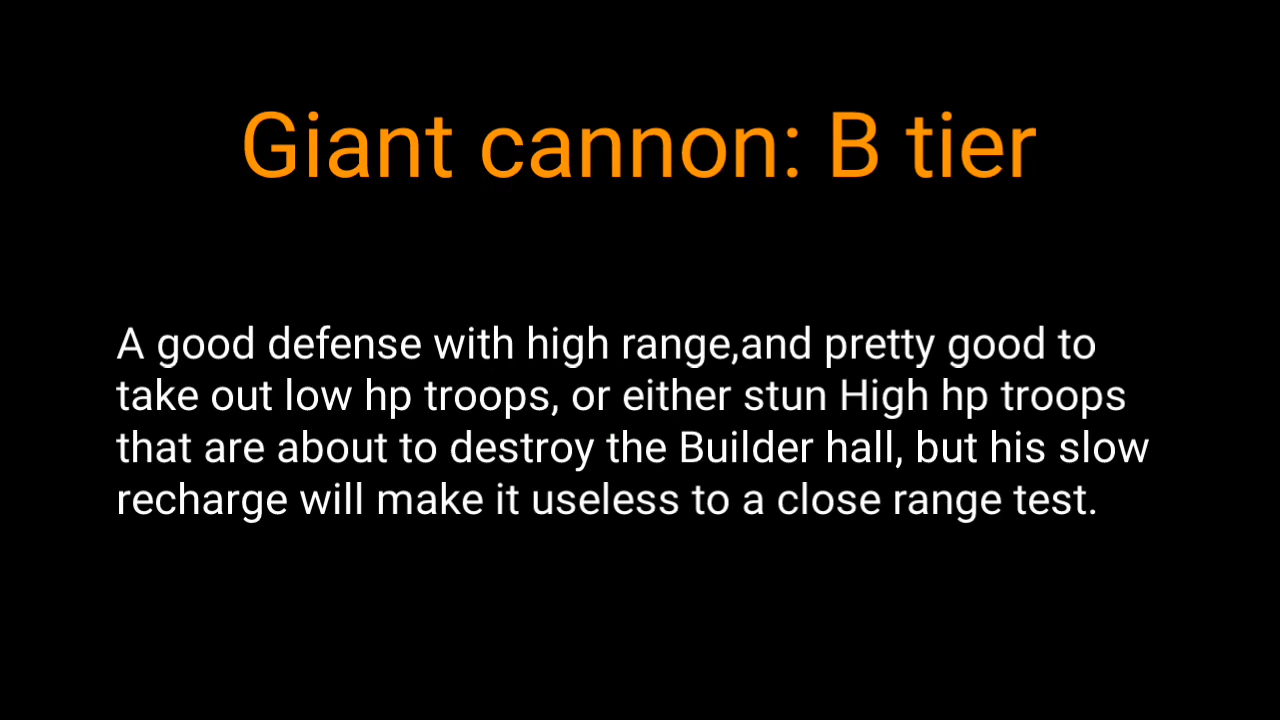 Giant cannon: B tier
A good defense with high range,and pretty good to
take out low hp troops, or either stun High hp troops
that are about to destroy the Builder hall, but his slow
recharge will make it useless to a close range test.